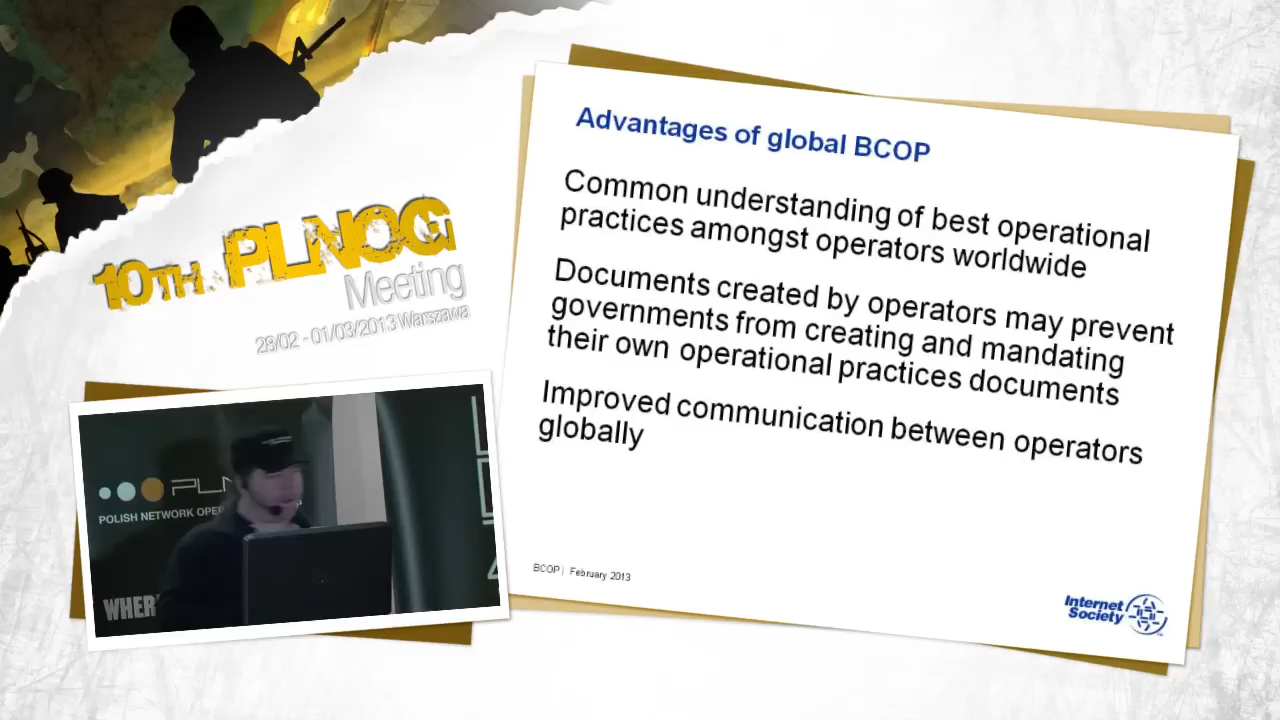 10TH PLNOG
Meeting
28/02 - 01/03/2013 Warszawa
Advantages of global BCOP
Common understanding of best operational
practices amongst operators worldwide
Documents created by operators may prevent
governments from creating and mandating
their own operational practices documents
Improved communication between operators
globally
BCOP | February 2013
Internet
Society
PLN
POLISH NETWORK OPE
WHER